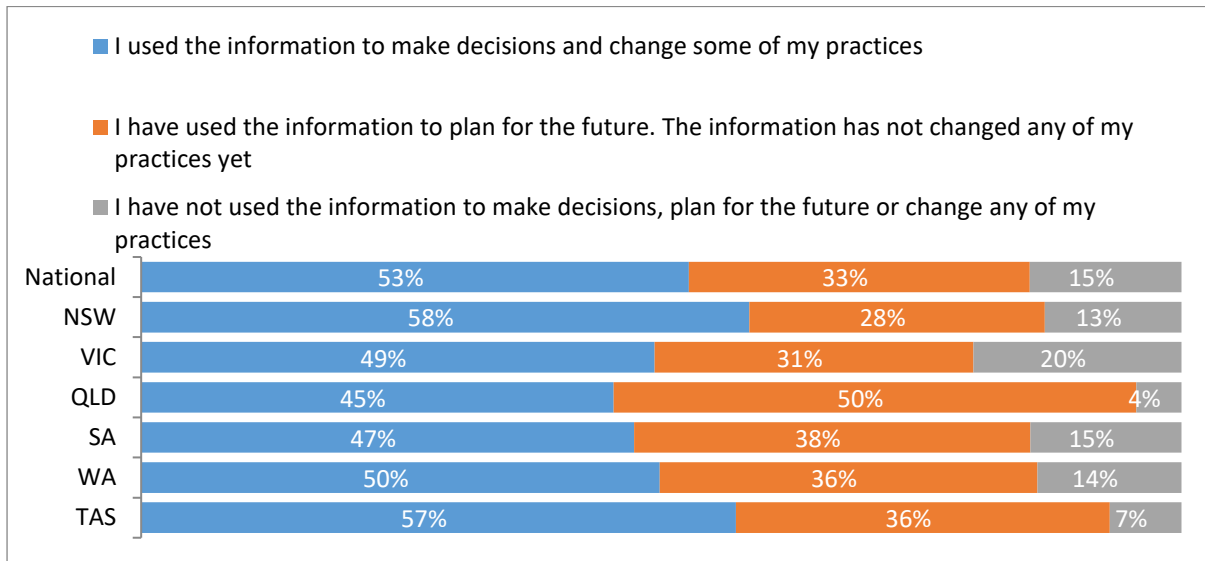 I used the information to make decisions and change some of my practices
I have used the information to plan for the future. The information has not changed any of my
practices yet
I have not used the information to make decisions, plan for the future or change any of my
practices
National 53% 33% 15%
NSW 58% 28% 13%
VIC 49% 31% 20%
QLD 45% 50% 4%
SA 47% 38% 15%
WA 50% 36% 14%
TAS 57% 36% 7%